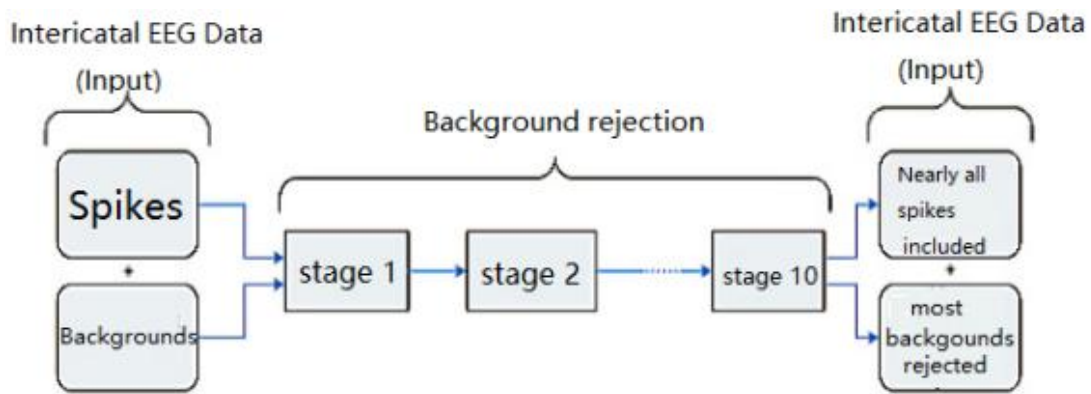 Intericatal EEG Data
(Input)
Intericatal EEG Data
(Input)
Background rejection
Spikes
+
Backgrounds
stage 1
stage 2
stage 10
Nearly all
spikes
included
+
most
backgounds
rejected